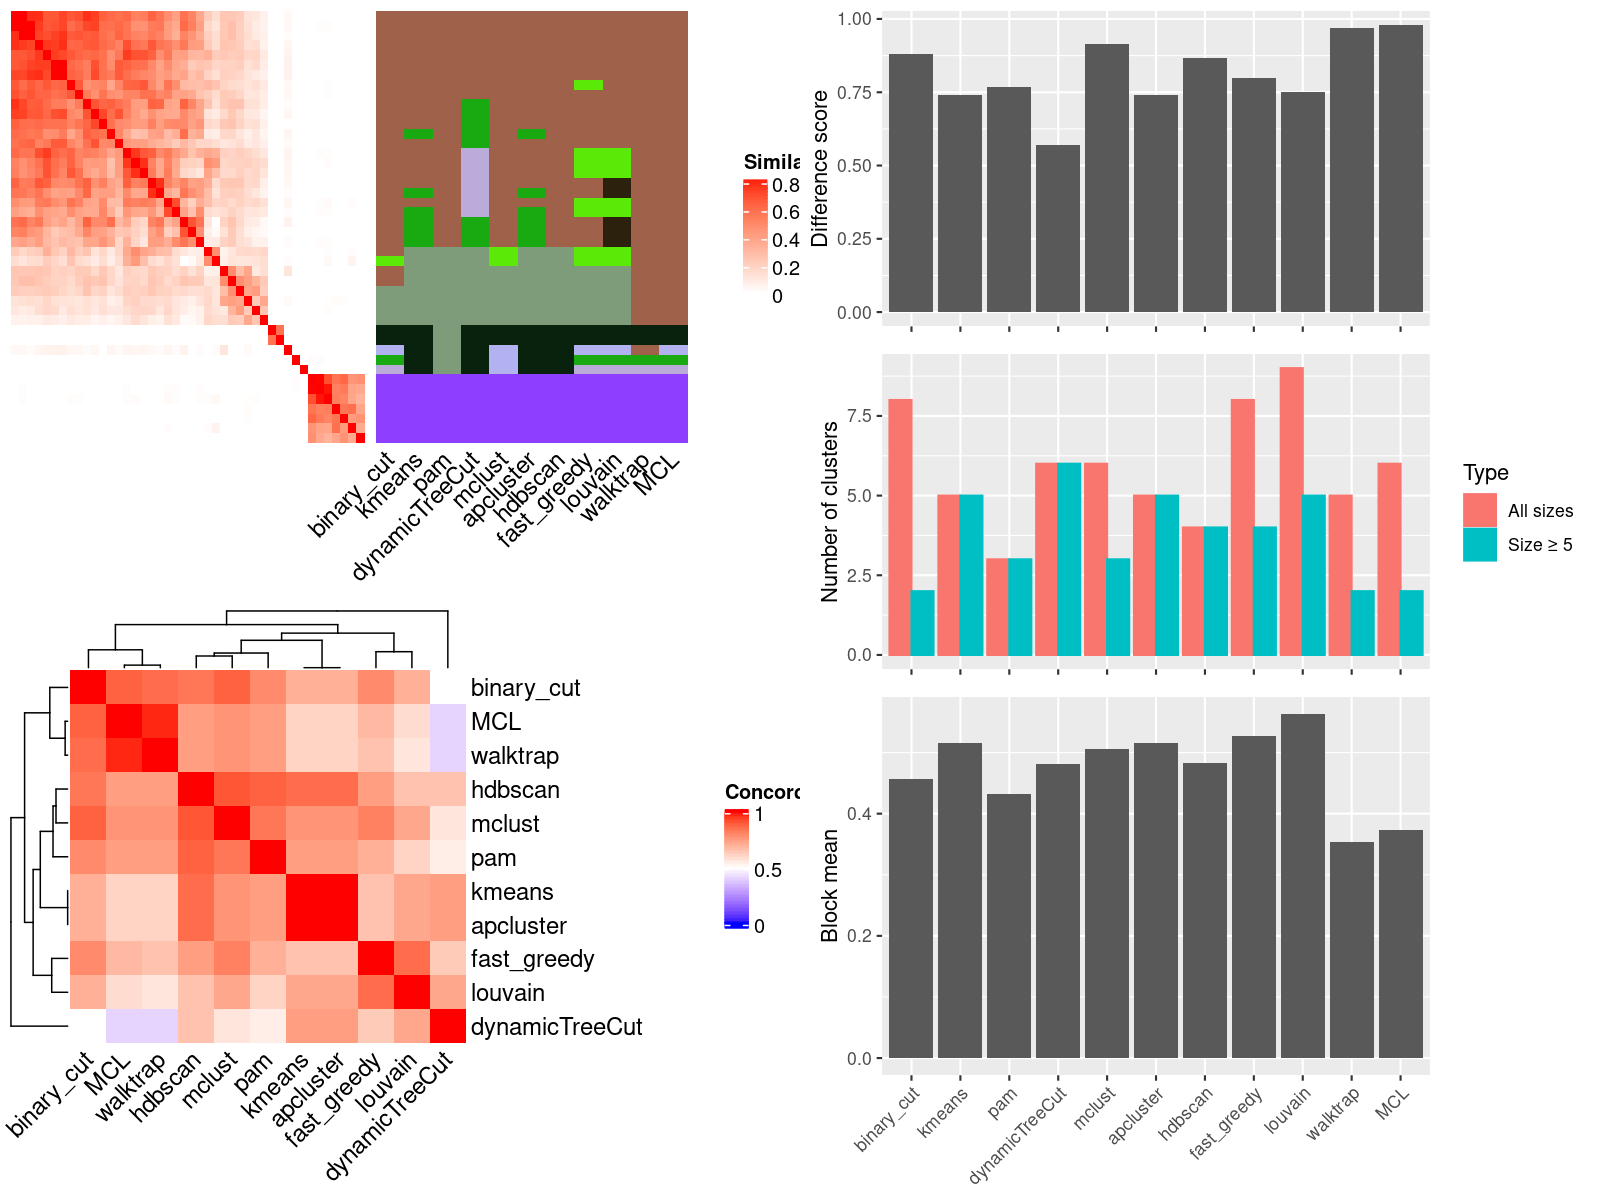 Simila
0.8
0.6
0.4
0.2
0
binary_cut
kmeans
pam
dynamicTreeCut
mclust
apcluster
hdbscan
fast_greedy
louvain
walktrap
MCL
binary_cut
MCL
walktrap
hdbscan
mclust
pam
kmeans
apcluster
fast_greedy
louvain
dynamicTreeCut
binary_cut
MCL
walktrap
hdbscan
mclust
pam
kmeans
apcluster
fast_greedy
louvain
dynamicTreeCut
Concord
1
0.5
0
Difference score
1.00
0.75
0.50
0.25
0.00
Number of clusters
7.5
5.0
2.5
0.0
Type
All sizes
Size ≥ 5
Block mean
0.4
0.2
0.0
binary_cut
kmeans
pam
dynamicTreeCut
mclust
apcluster
hdbscan
fast_greedy
louvain
walktrap
MCL